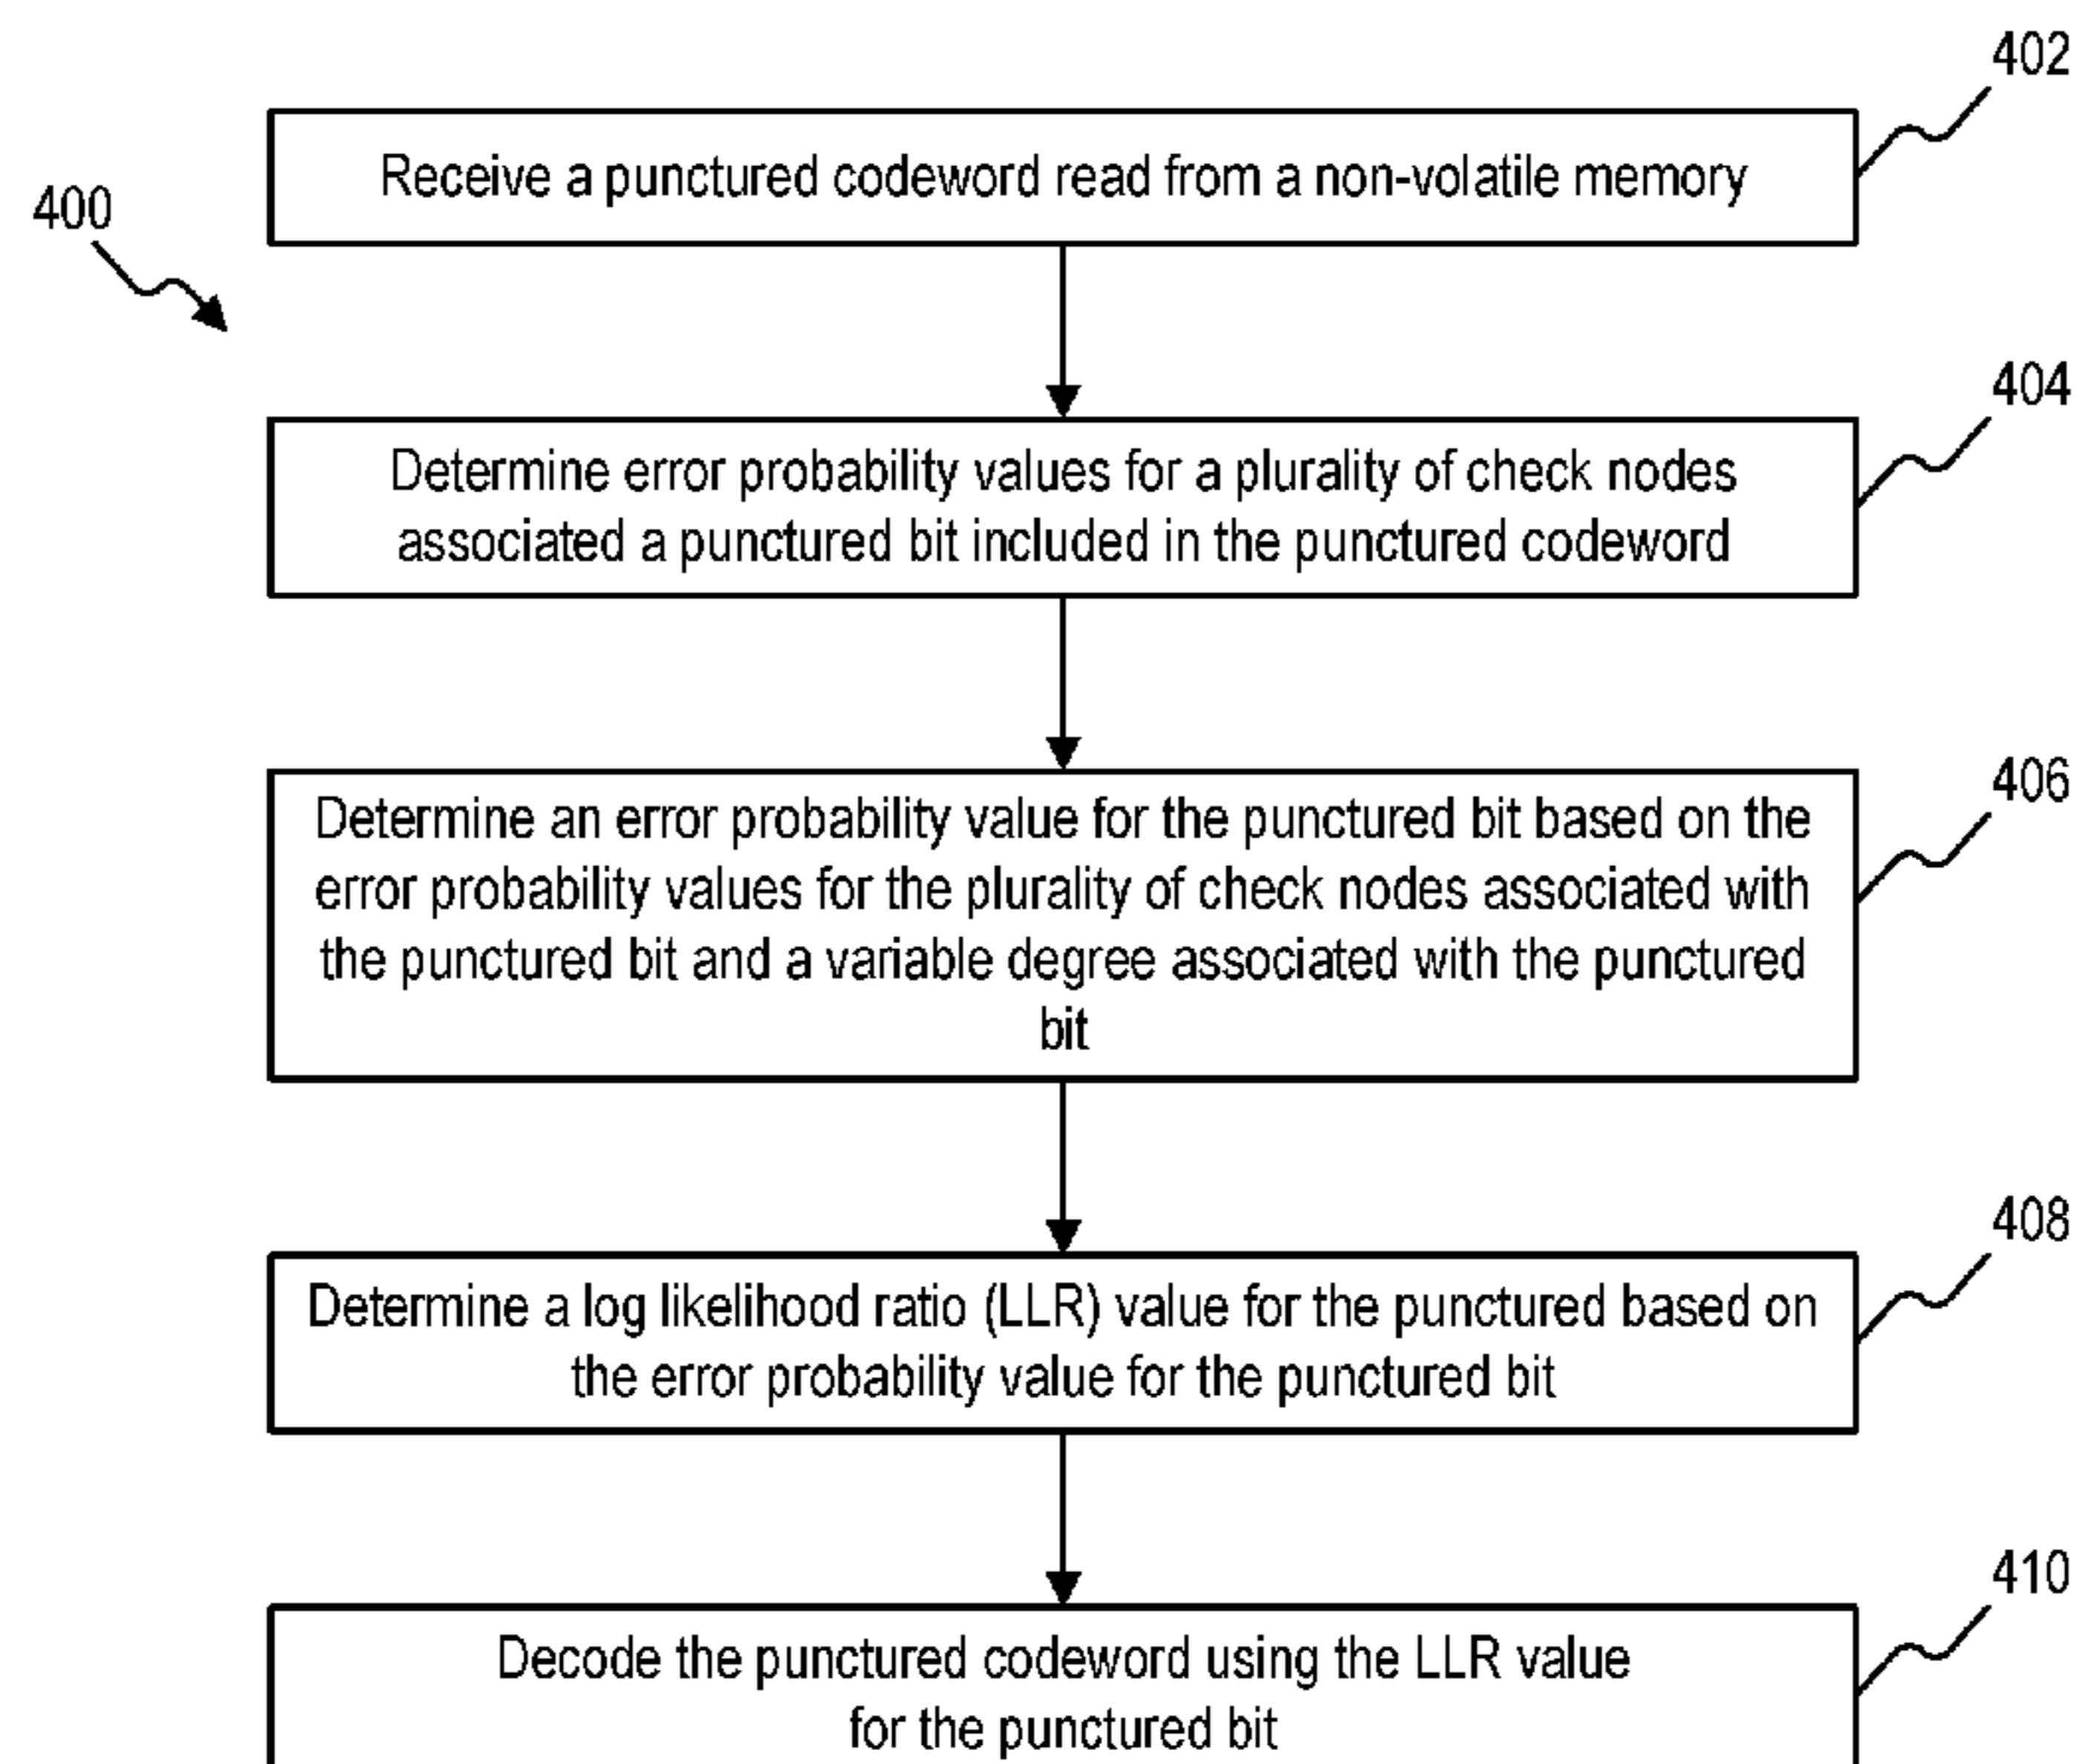 402
Receive a punctured codeword read from a non-volatile memory
400
404
Determine error probability values for a plurality of check nodes
associated a punctured bit included in the punctured codeword
406
Determine an error probability value for the punctured bit based on the
error probability values for the plurality of check nodes associated with
the punctured bit and a variable degree associated with the punctured
bit
408
Determine a log likelihood ratio (LLR) value for the punctured based on
the error probability value for the punctured bit
410
Decode the punctured codeword using the LLR value
for the punctured bit